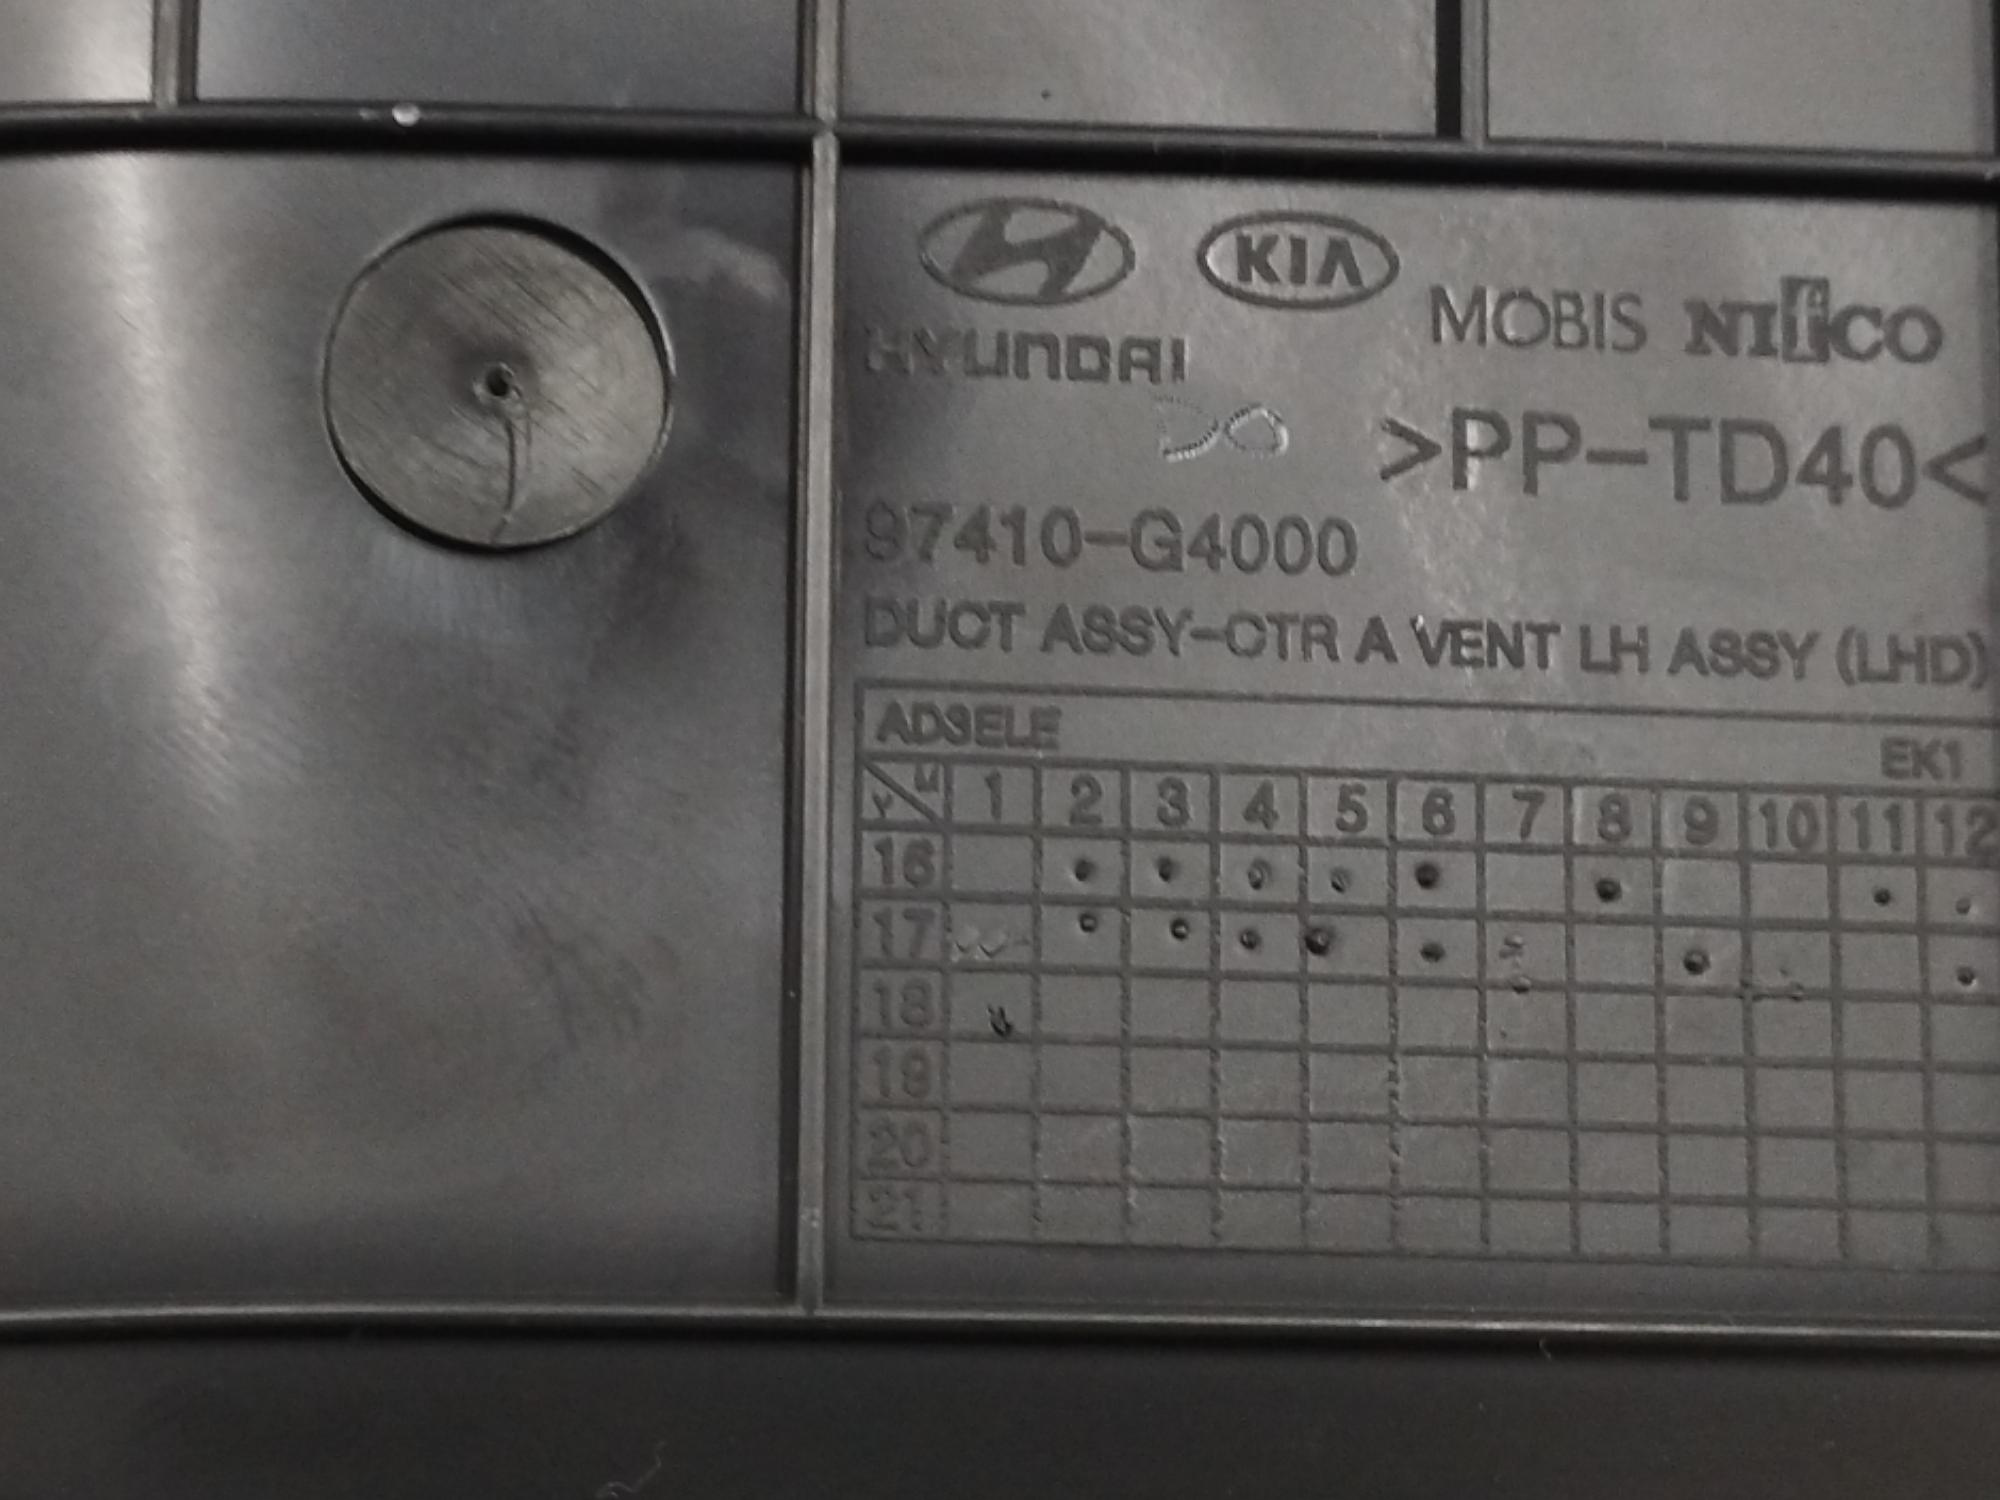 HYUNDAI
KIA
MOBIS NIfCO
>PP-TD40<
97410-G4000
DUCT ASSY-CTR A VENT LH ASSY (LHD)
AD3ELE EK1
Y M 1 2 3 4 5 6 7 8 9 10 11 12
16
17
18
19
20
21